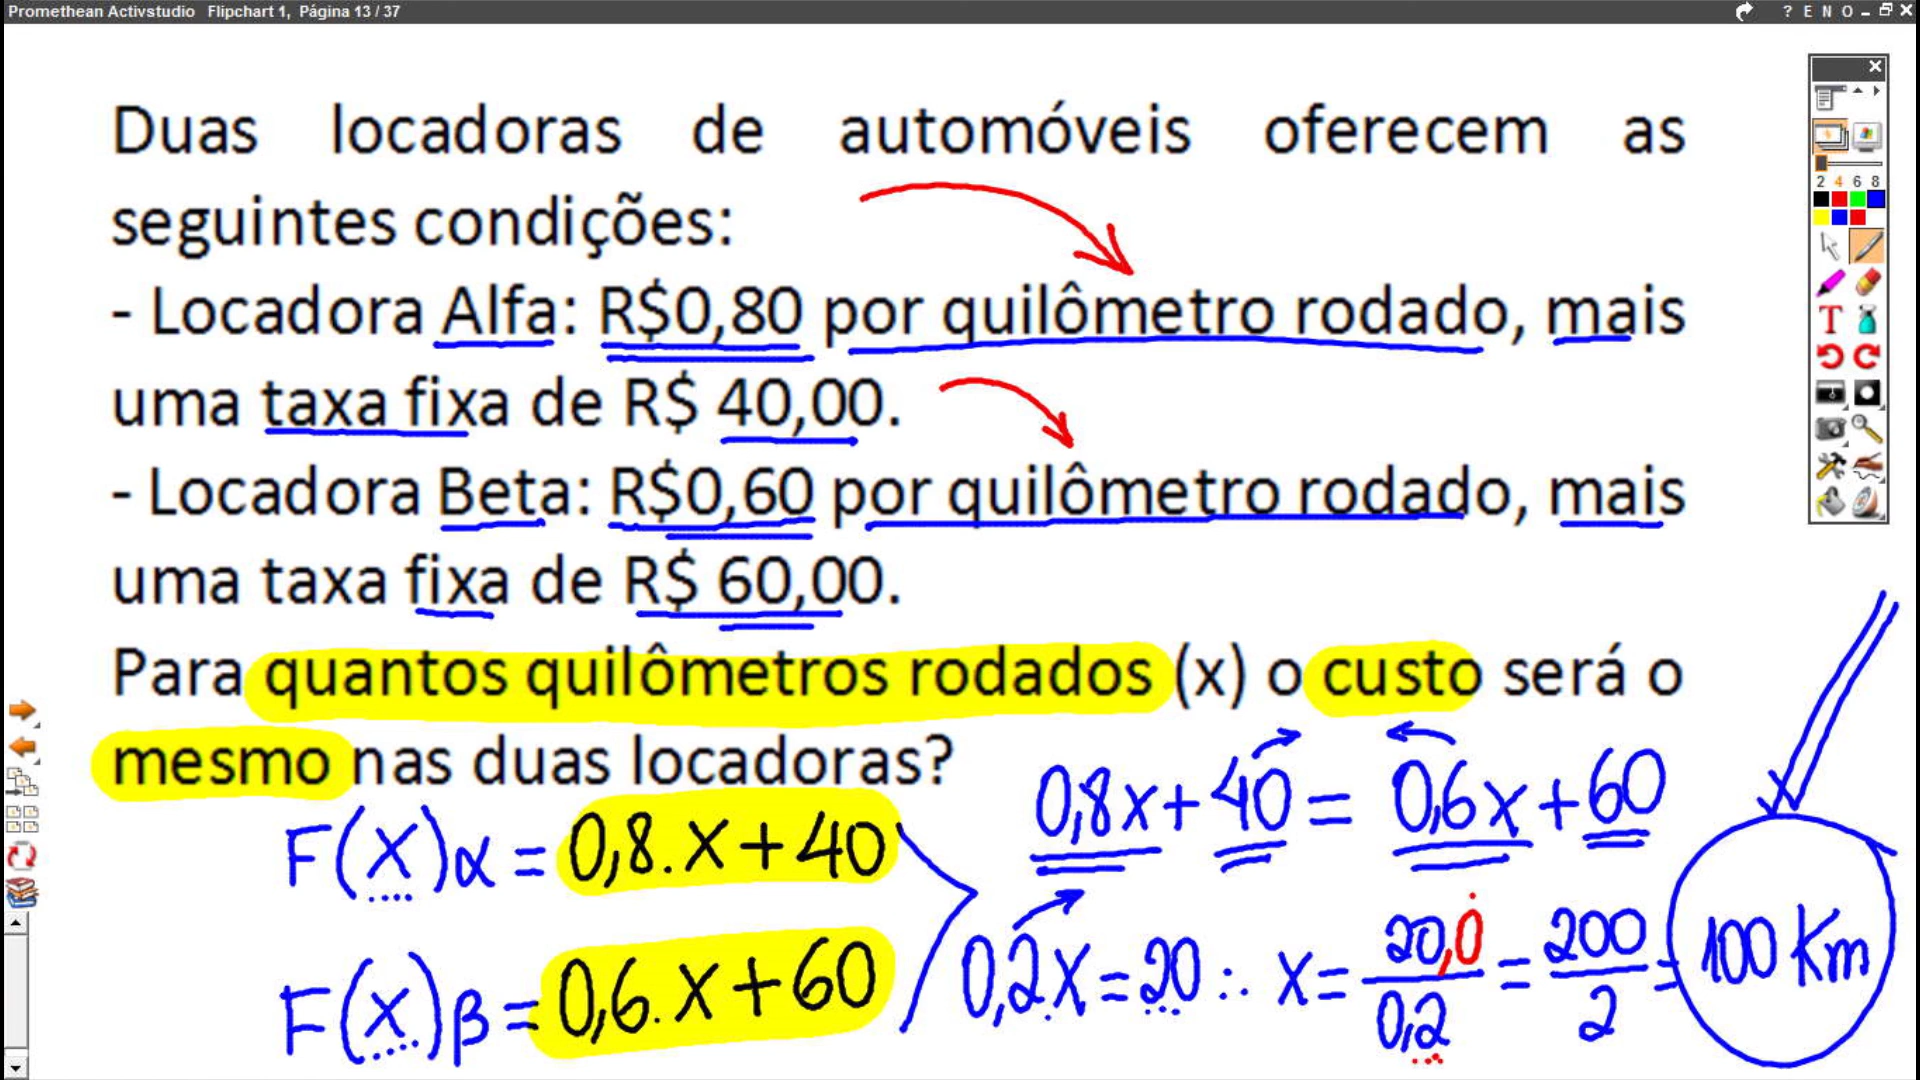 Promethean Activstudio Flipchart 1, Página 13 / 37
? E N O
Duas locadoras de automóveis oferecem as
seguintes condições:
- Locadora Alfa: R$0,80 por quilômetro rodado, mais
uma taxa fixa de R$ 40,00.
- Locadora Beta: R$0,60 por quilômetro rodado, mais
uma taxa fixa de R$ 60,00.
Para quantos quilômetros rodados (x) o custo será o
mesmo nas duas locadoras?
0,8x+40 = 0,6x+60
F(x)α = 0,8.x+40
F(x)β = 0,6.x+60
0,2x=20 ∴ x= 20,0/0,2 = 200/2 = 100 Km
2 4 6 8
T